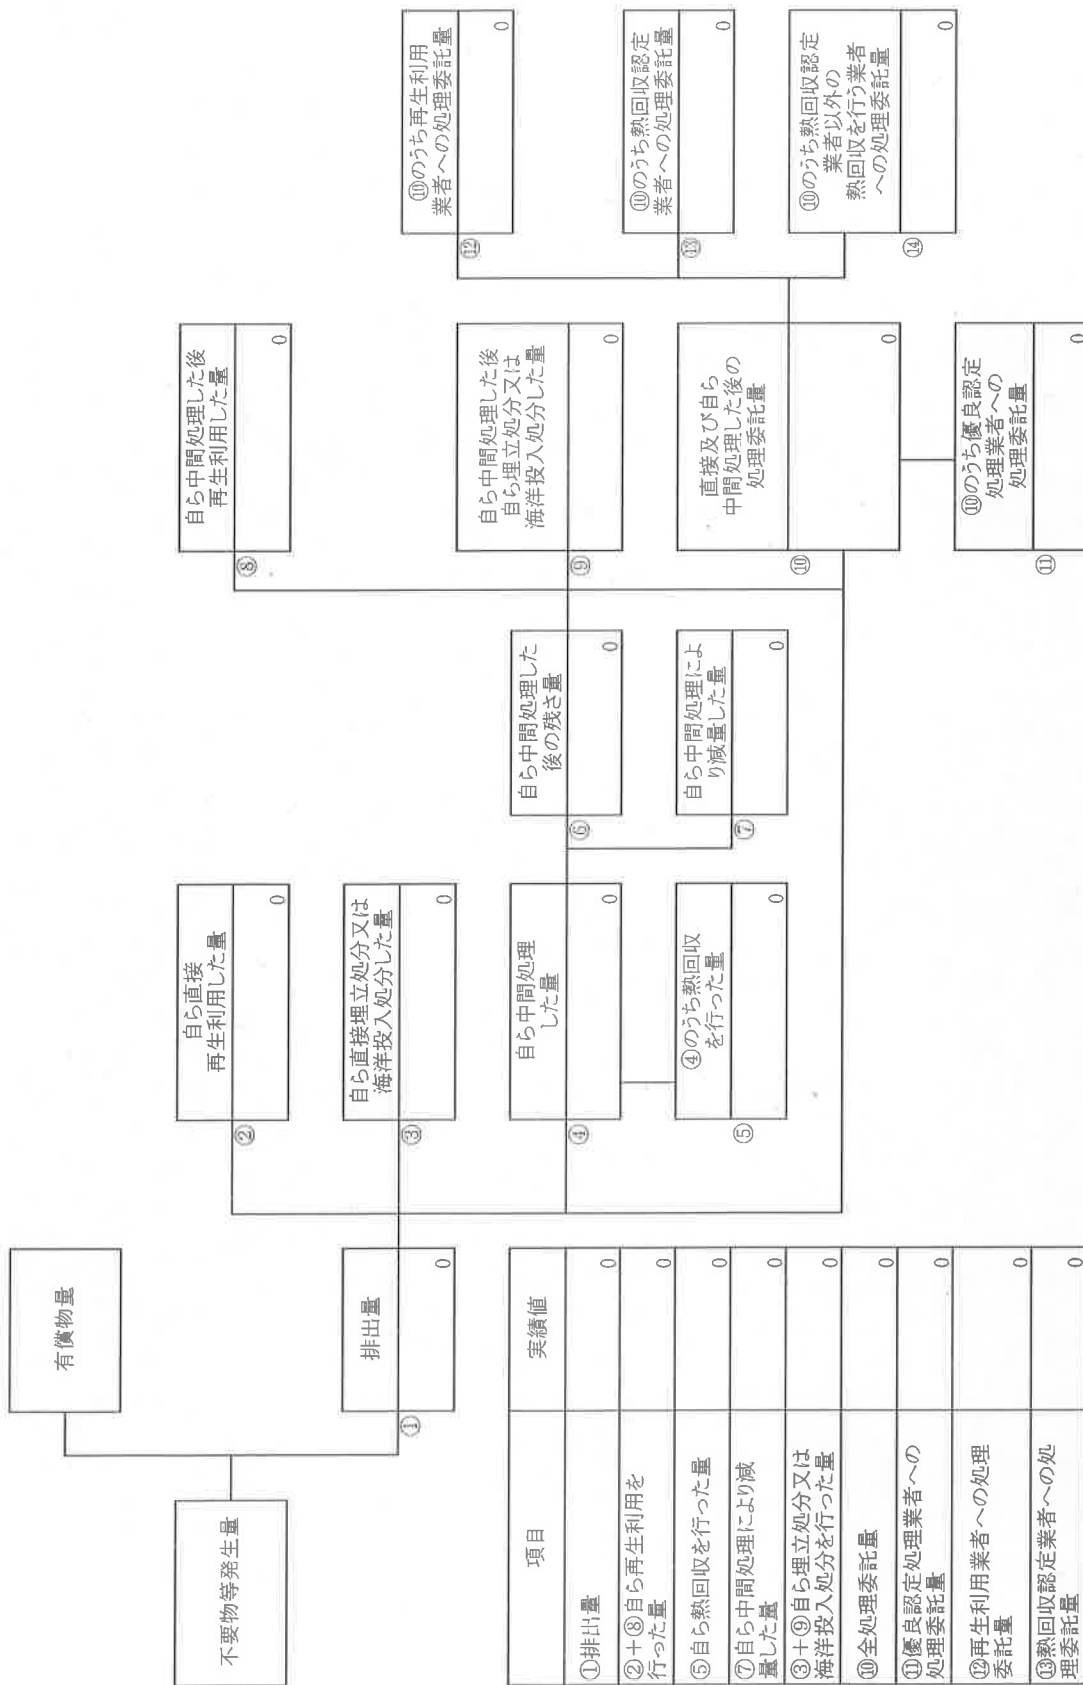 不要物等発生量
有償物量
①
排出量
0
②
自ら直接
再生利用した量
0
③
自ら直接埋立処分又は
海洋投入処分した量
0
④
自ら中間処理
した量
0
⑤
④のうち熱回収
を行った量
0
⑥
自ら中間処理した
後の残さ量
0
⑦
自ら中間処理によ
り減量した量
0
⑧
自ら中間処理した後
再生利用した量
0
⑨
自ら中間処理した後
自ら埋立処分又は
海洋投入処分した量
0
⑩
直接及び自ら
中間処理した後の
処理委託量
0
⑪
⑩のうち優良認定
処理業者への
処理委託量
0
⑫
⑩のうち再生利用
業者への処理委託量
0
⑬
⑩のうち熱回収認定
業者への処理委託量
0
⑭
⑩のうち熱回収認定
業者以外の
熱回収を行う業者
への処理委託量
0
項目 実績値
①排出量 0
②+⑧自ら再生利用を
行った量 0
⑤自ら熱回収を行った量 0
⑦自ら中間処理により減
量した量 0
③+⑨自ら埋立処分又は
海洋投入処分を行った量 0
⑩全処理委託量 0
⑪優良認定処理業者への
処理委託量 0
⑫再生利用業者への処理
委託量 0
⑬熱回収認定業者への処
理委託量 0